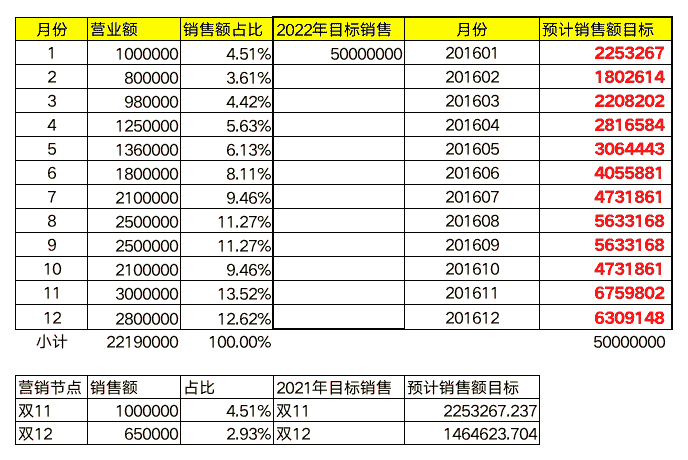 月份 营业额 销售额占比 2022年目标销售 月份 预计销售额目标
1 1000000 4.51% 50000000 201601 2253267
2 800000 3.61% 201602 1802614
3 980000 4.42% 201603 2208202
4 1250000 5.63% 201604 2816584
5 1360000 6.13% 201605 3064443
6 1800000 8.11% 201606 4055881
7 2100000 9.46% 201607 4731861
8 2500000 11.27% 201608 5633168
9 2500000 11.27% 201609 5633168
10 2100000 9.46% 201610 4731861
11 3000000 13.52% 201611 6759802
12 2800000 12.62% 201612 6309148
小计 22190000 100.00% 50000000
营销节点 销售额 占比 2021年目标销售 预计销售额目标
双11 1000000 4.51% 双11 2253267.237
双12 650000 2.93% 双12 1464623.704